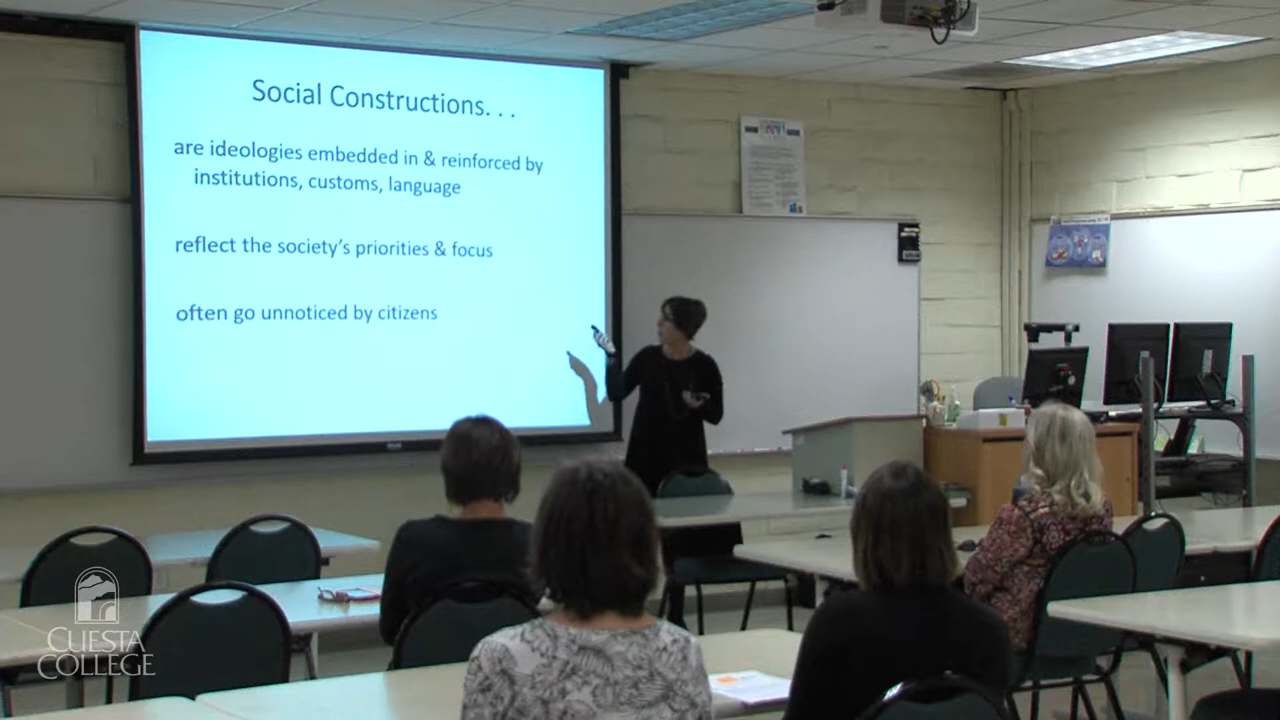 Social Constructions. . .
are ideologies embedded in & reinforced by
institutions, customs, language
reflect the society's priorities & focus
often go unnoticed by citizens
CUESTA
COLLEGE